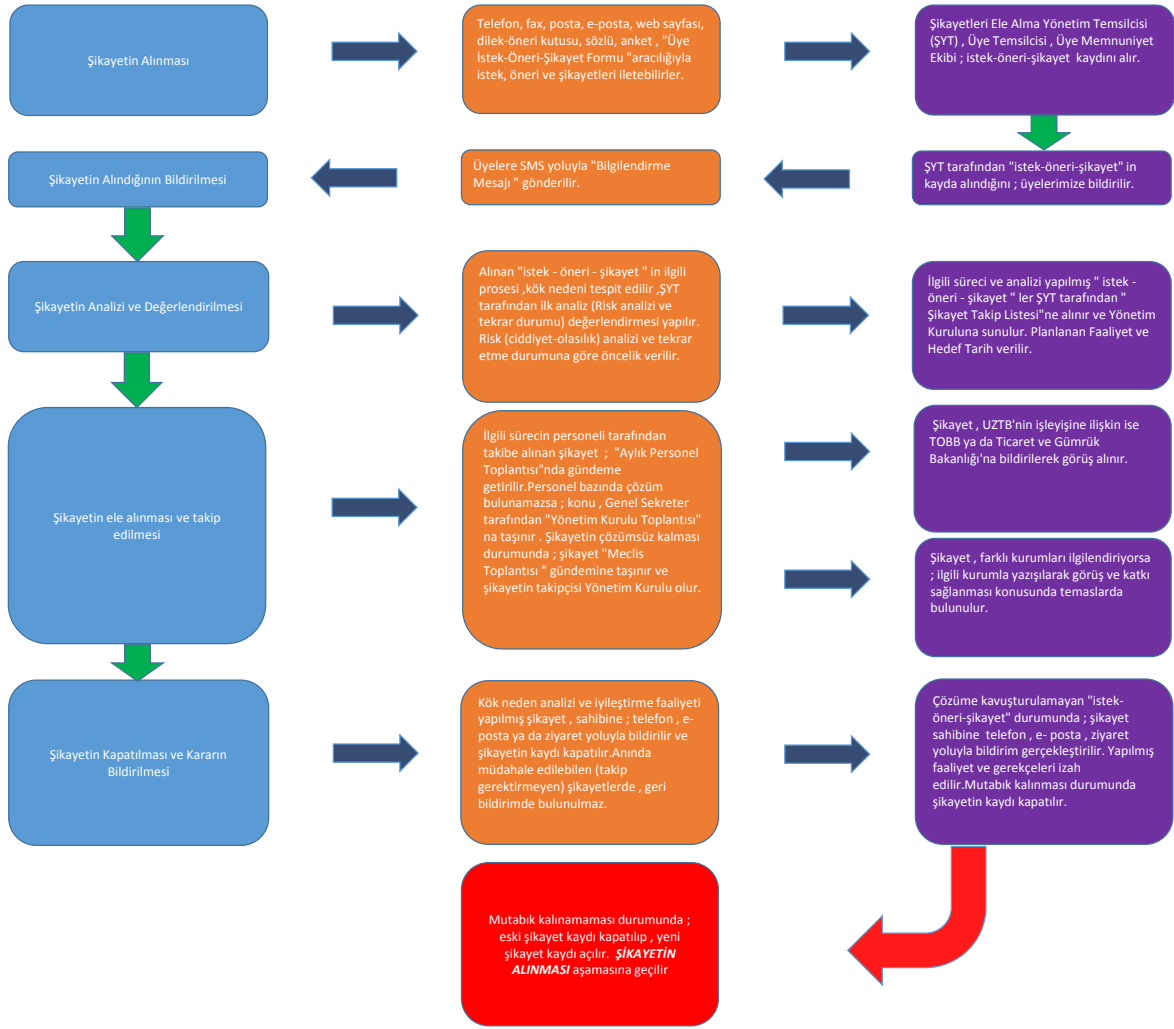 Şikayetin Alınması
Telefon, fax, posta, e-posta, web sayfası,
dilek-öneri kutusu, sözlü, anket , "Üye
İstek-Öneri-Şikayet Formu "aracılığıyla
istek, öneri ve şikayetleri iletebilirler.
Şikayetleri Ele Alma Yönetim Temsilcisi
(ŞYT) , Üye Temsilcisi , Üye Memnuniyet
Ekibi ; istek-öneri-şikayet kaydını alır.
Şikayetin Alındığının Bildirilmesi
Üyelere SMS yoluyla "Bilgilendirme
Mesajı " gönderilir.
ŞYT tarafından "istek-öneri-şikayet" in
kayda alındığını ; üyelerimize bildirilir.
Şikayetin Analizi ve Değerlendirilmesi
Alınan "istek - öneri - şikayet " in ilgili
prosesi ,kök nedeni tespit edilir ,ŞYT
tarafından ilk analiz (Risk analizi ve
tekrar durumu) değerlendirmesi yapılır.
Risk (ciddiyet-olasılık) analizi ve tekrar
etme durumuna göre öncelik verilir.
İlgili süreci ve analizi yapılmış " istek -
öneri - şikayet " ler ŞYT tarafından "
Şikayet Takip Listesi"ne alınır ve Yönetim
Kuruluna sunulur. Planlanan Faaliyet ve
Hedef Tarih verilir.
Şikayetin ele alınması ve takip
edilmesi
İlgili sürecin personeli tarafından
takibe alınan şikayet ; "Aylık Personel
Toplantısı"nda gündeme
getirilir.Personel bazında çözüm
bulunamazsa ; konu , Genel Sekreter
tarafından "Yönetim Kurulu Toplantısı"
na taşınır . Şikayetin çözümsüz kalması
durumunda ; şikayet "Meclis
Toplantısı " gündemine taşınır ve
şikayetin takipçisi Yönetim Kurulu olur.
Şikayet , UZTB'nin işleyişine ilişkin ise
TOBB ya da Ticaret ve Gümrük
Bakanlığı'na bildirilerek görüş alınır.
Şikayet , farklı kurumları ilgilendiriyorsa
; ilgili kurumla yazışılarak görüş ve katkı
sağlanması konusunda temaslarda
bulunulur.
Şikayetin Kapatılması ve Kararın
Bildirilmesi
Kök neden analizi ve iyileştirme faaliyeti
yapılmış şikayet , sahibine ; telefon , e-
posta ya da ziyaret yoluyla bildirilir ve
şikayetin kaydı kapatılır.Anında
müdahale edilebilen (takip
gerektirmeyen) şikayetlerde , geri
bildirimde bulunulmaz.
Çözüme kavuşturulamayan "istek-
öneri-şikayet" durumunda ; şikayet
sahibine telefon , e- posta , ziyaret
yoluyla bildirim gerçekleştirilir. Yapılmış
faaliyet ve gerekçeleri izah
edilir.Mutabık kalınması durumunda
şikayetin kaydı kapatılır.
Mutabık kalınamaması durumunda ;
eski şikayet kaydı kapatılıp , yeni
şikayet kaydı açılır. ŞİKAYETİN
ALINMASI aşamasına geçilir